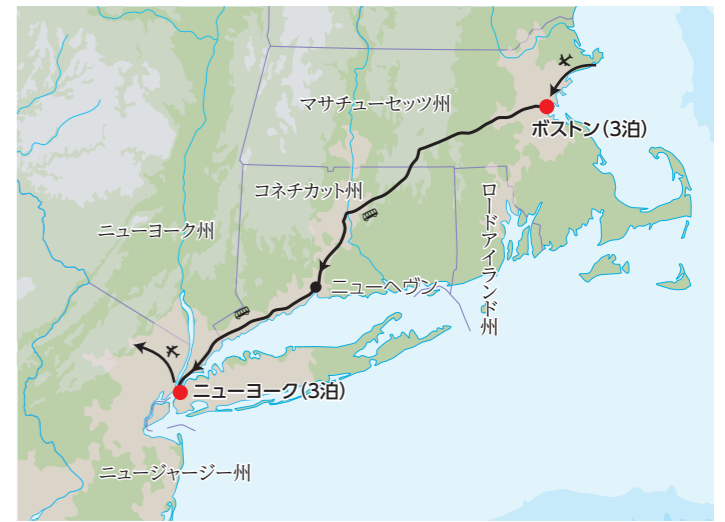 マサチューセッツ州
ボストン(3泊)
コネチカット州
ロードアイランド州
ニューヨーク州
ニューヘヴン
ニューヨーク(3泊)
ニュージャージー州